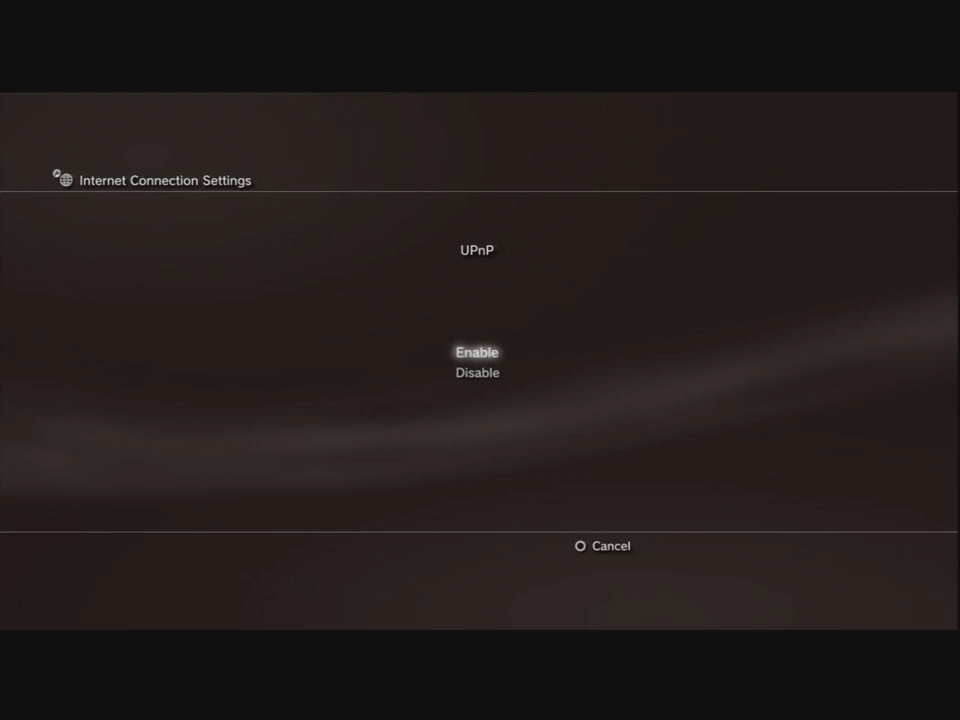 Internet Connection Settings
UPnP
Enable
Disable
Cancel